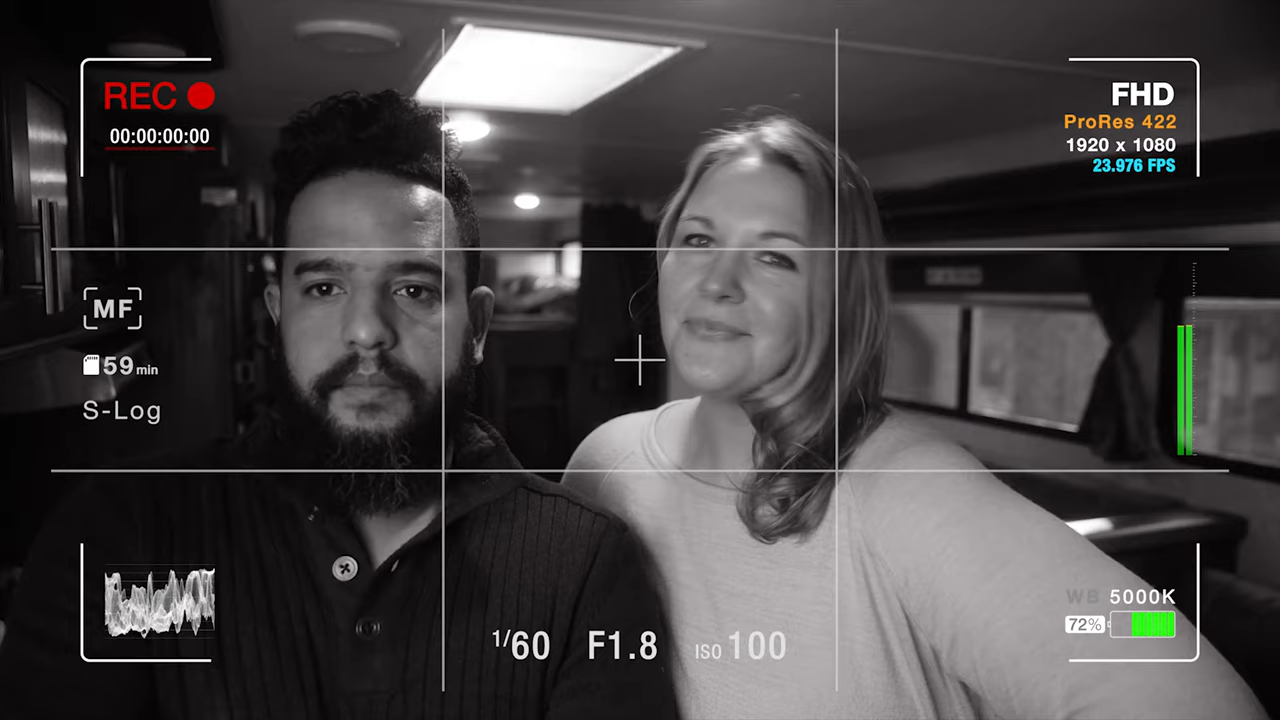 REC
00:00:00:00
FHD
ProRes 422
1920 x 1080
23.976 FPS
MF
59 min
S-Log
1/60 F1.8 ISO 100
WB 5000K
72%